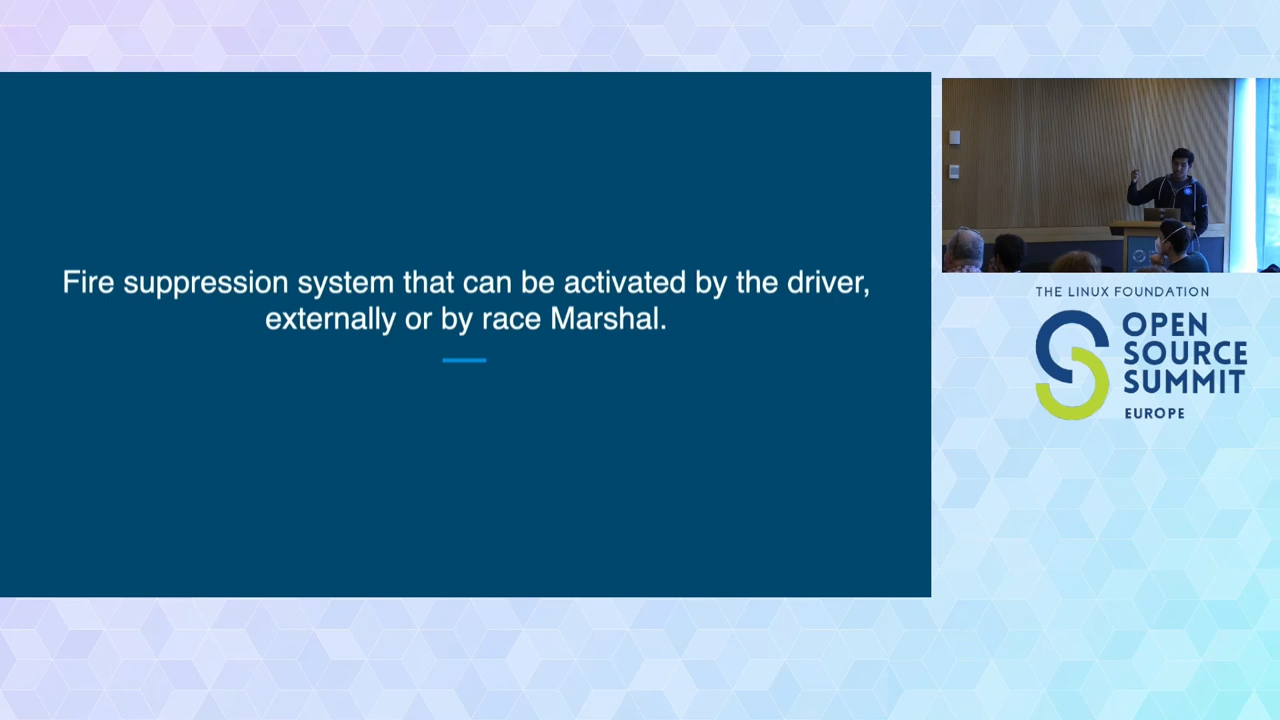 Fire suppression system that can be activated by the driver,
externally or by race Marshal.
THE LINUX FOUNDATION
OPEN
SOURCE
SUMMIT
EUROPE